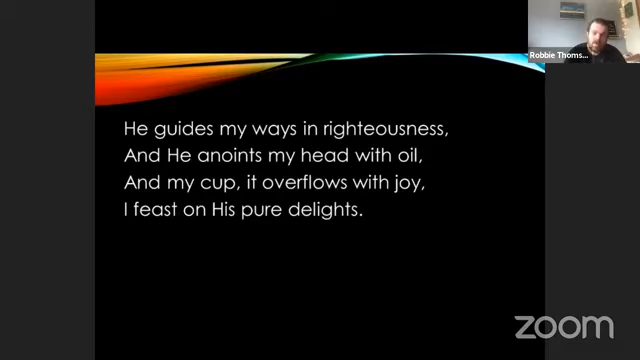 Robbie Thoms...
He guides my ways in righteousness,
And He anoints my head with oil,
And my cup, it overflows with joy,
I feast on His pure delights.
zoom